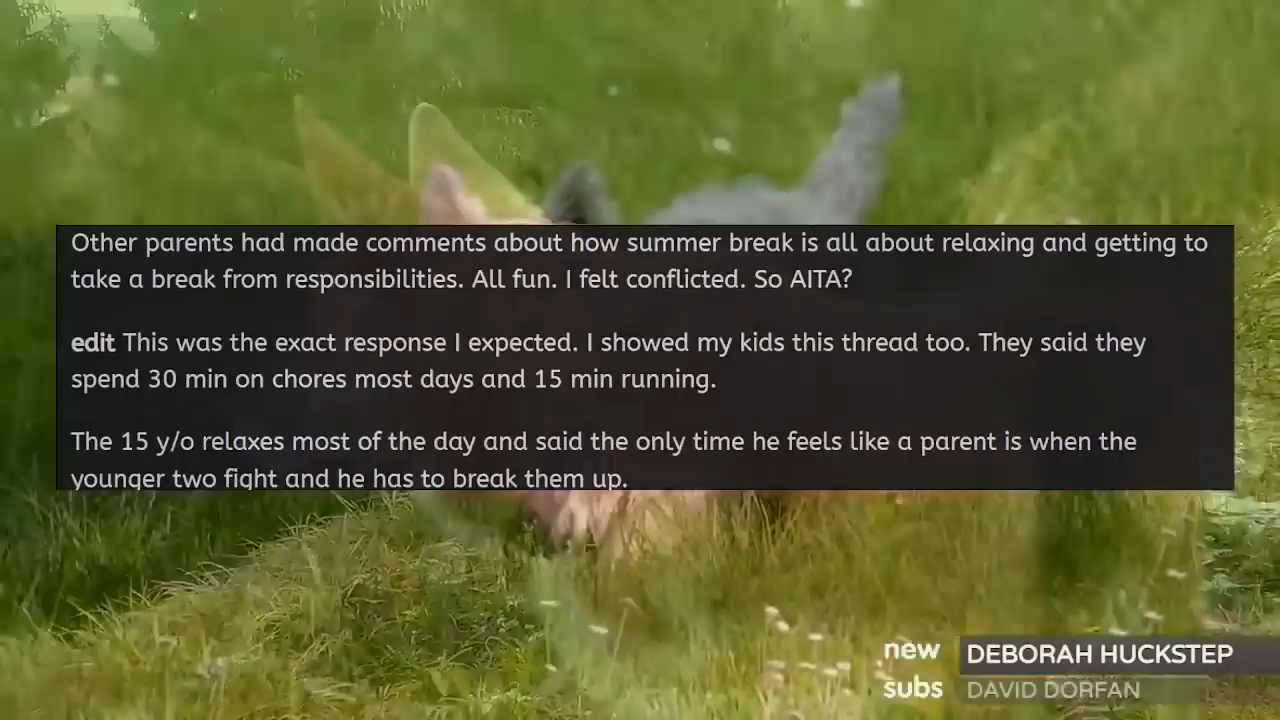 Other parents had made comments about how summer break is all about relaxing and getting to
take a break from responsibilities. All fun. I felt conflicted. So AITA?
edit This was the exact response I expected. I showed my kids this thread too. They said they
spend 30 min on chores most days and 15 min running.
The 15 y/o relaxes most of the day and said the only time he feels like a parent is when the
younger two fight and he has to break them up.
new
subs
DEBORAH HUCKSTEP
DAVID DORFAN